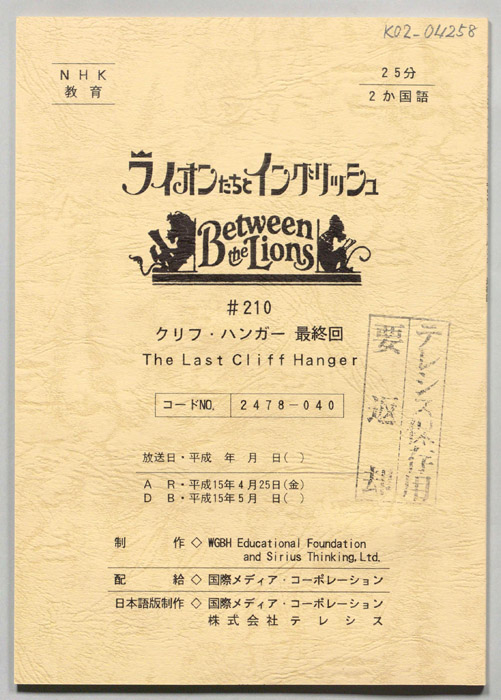 K02-04258
NHK
教育
25分
2か国語
ライオンたちとイングリッシュ
Between
the Lions
#210
クリフ・ハンガー 最終回
The Last Cliff Hanger
コードNO. 2478-040
放送日・平成 年 月 日( )
A R・平成15年4月25日(金)
D B・平成15年5月 日( )
制作◇WGBH Educational Foundation
and Sirius Thinking,Ltd.
配給◇国際メディア・コーポレーション
日本語版制作◇国際メディア・コーポレーション
株式会社テレシス
テレシス保存用
要返却